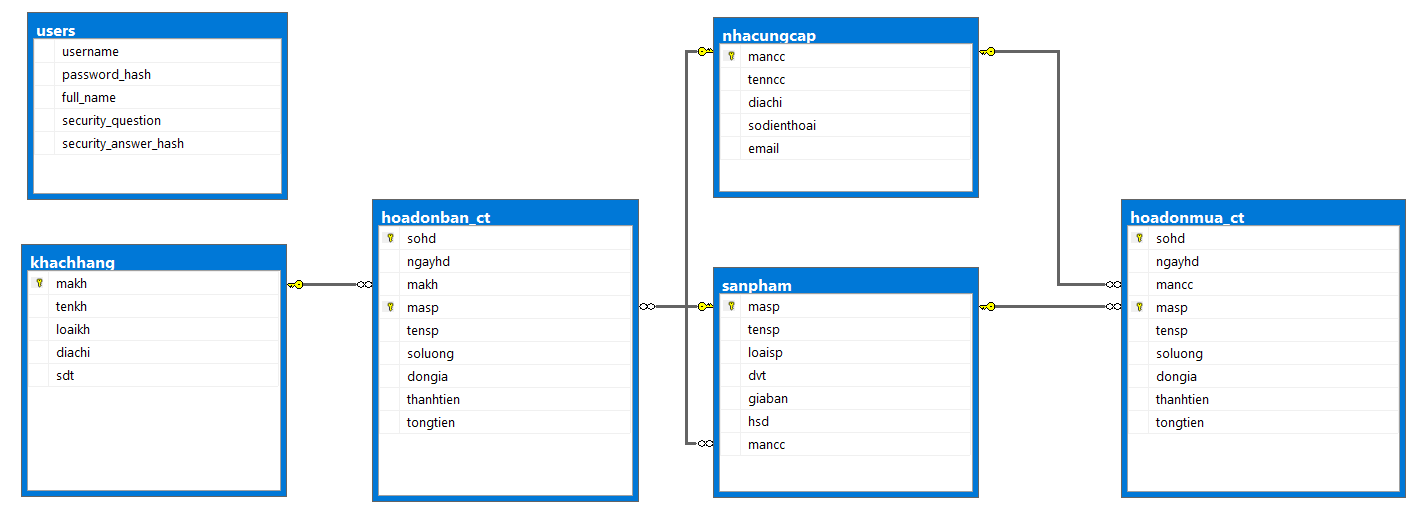 users
username
password_hash
full_name
security_question
security_answer_hash
khachhang
makh
tenkh
loaikh
diachi
sdt
hoadonban_ct
sohd
ngayhd
makh
masp
tensp
soluong
dongia
thanhtien
tongtien
nhacungcap
mancc
tenncc
diachi
sodienthoai
email
sanpham
masp
tensp
loaisp
dvt
giaban
hsd
mancc
hoadonmua_ct
sohd
ngayhd
mancc
masp
tensp
soluong
dongia
thanhtien
tongtien